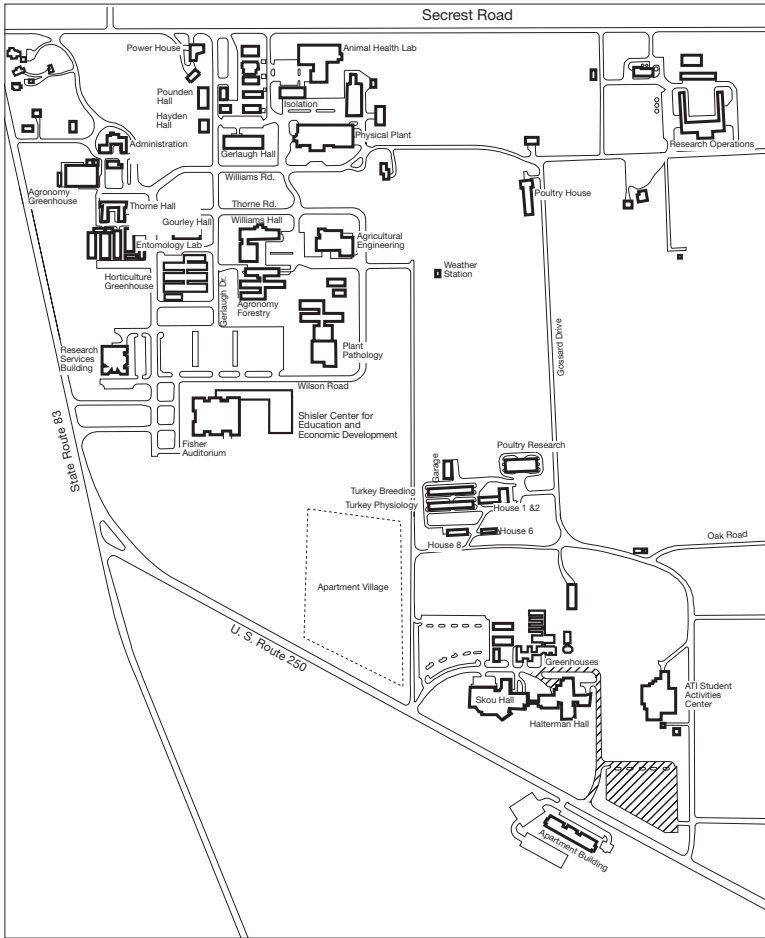 Secrest Road
Power House
Animal Health Lab
Pounden
Hall
Isolation
Hayden
Hall
Physical Plant
Administration
Research Operations
Gerlaugh Hall
Williams Rd.
Agronomy
Greenhouse
Poultry House
Thorne Hall
Thorne Rd.
Gourley Hall
Williams Hall
Agricultural
Engineering
Entomology Lab
Weather
Station
Horticulture
Greenhouse
Gerlaugh Dr.
Agronomy
Forestry
Gossard Drive
Research
Services
Building
Plant
Pathology
Wilson Road
State Route 83
Shisler Center for
Education and
Economic Development
Fisher
Auditorium
Poultry Research
Garage
Turkey Breeding
Turkey Physiology
House 1 &2
House 6
House 8
Oak Road
Apartment Village
U. S. Route 250
Greenhouses
ATI Student
Activities
Center
Skou Hall
Halterman Hall
Apartment Building